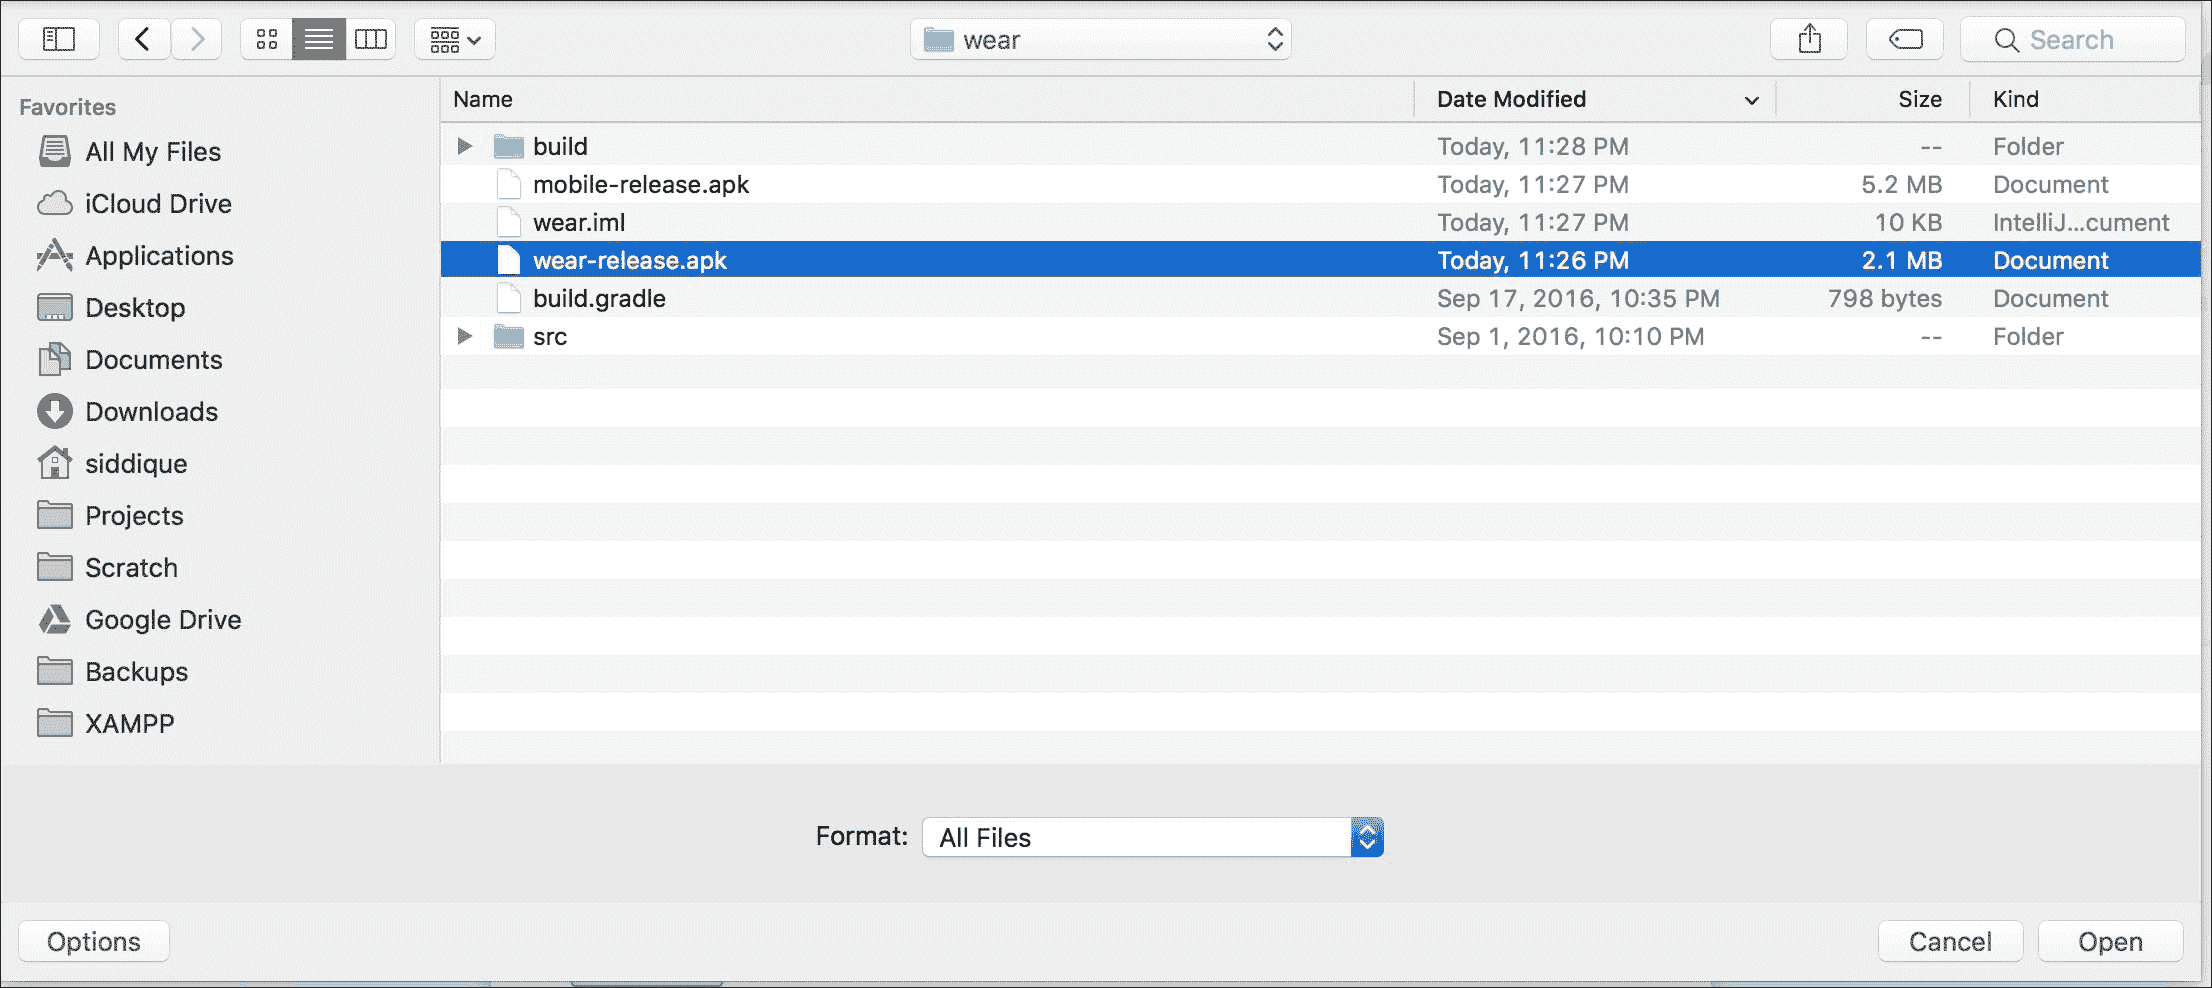 wear
Search
Favorites
All My Files
iCloud Drive
Applications
Desktop
Documents
Downloads
siddique
Projects
Scratch
Google Drive
Backups
XAMPP
Name Date Modified Size Kind
build Today, 11:28 PM -- Folder
mobile-release.apk Today, 11:27 PM 5.2 MB Document
wear.iml Today, 11:27 PM 10 KB IntelliJ...cument
wear-release.apk Today, 11:26 PM 2.1 MB Document
build.gradle Sep 17, 2016, 10:35 PM 798 bytes Document
src Sep 1, 2016, 10:10 PM -- Folder
Format: All Files
Options Cancel Open